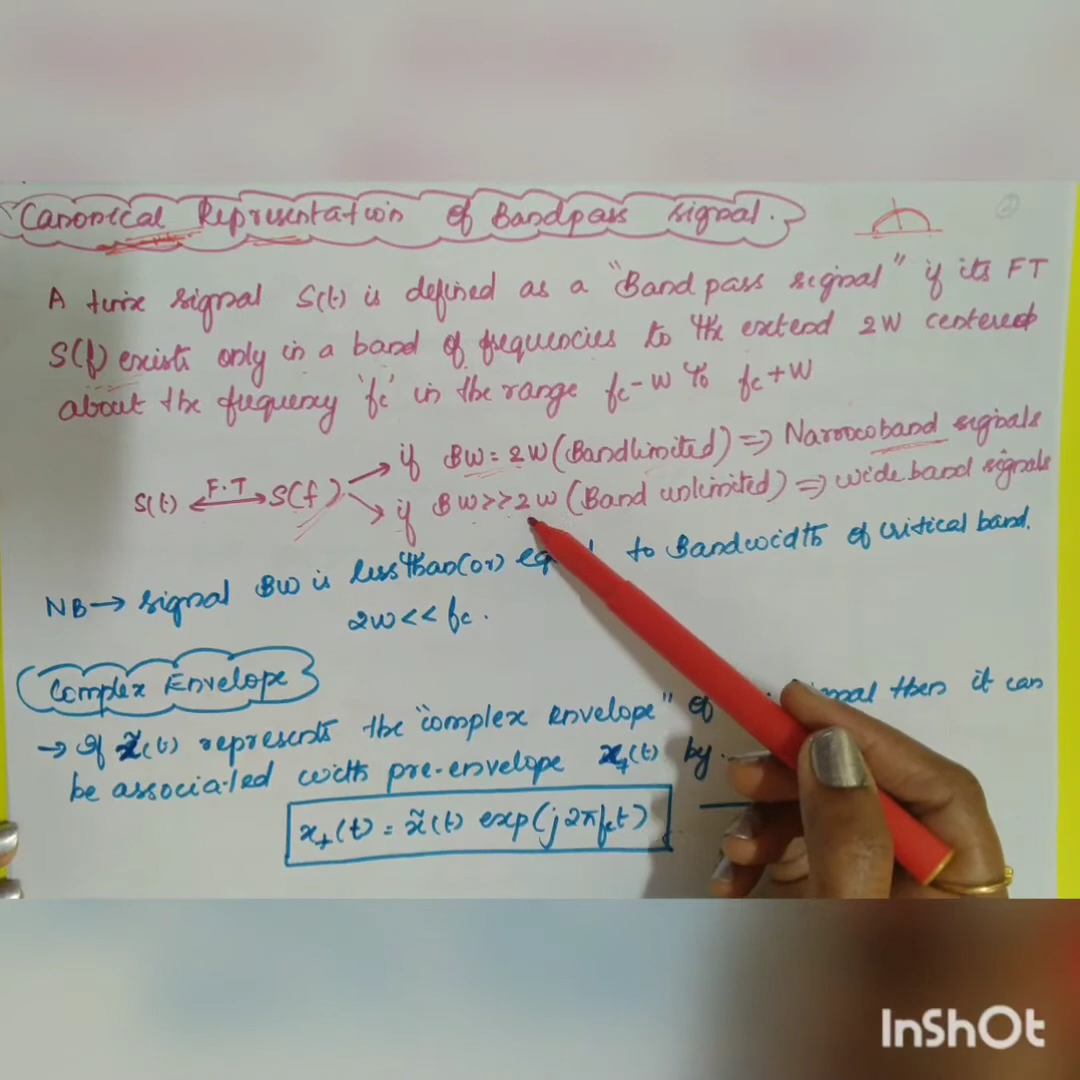 Canonical Representation of Bandpass signal.
A time signal S(t) is defined as a "Band pass signal" if its FT
S(f) exists only in a band of frequencies to the extend 2W centered
about the frequency 'fc' in the range fc-W to fc+W
if BW = 2W (Bandlimited) => Narrowband signals
S(t) <-F.T-> S(f)
if BW>>2W (Band unlimited) => wide band signals
NB→ signal BW is less than (or) to Bandwidth of critical band.
2W << fc.
Complex Envelope
→ If x̃(t) represents the "complex envelope" of then it can
be associated with pre-envelope x₊(t) by.
x₊(t) = x̃(t) exp(j2πfct)
InShOt